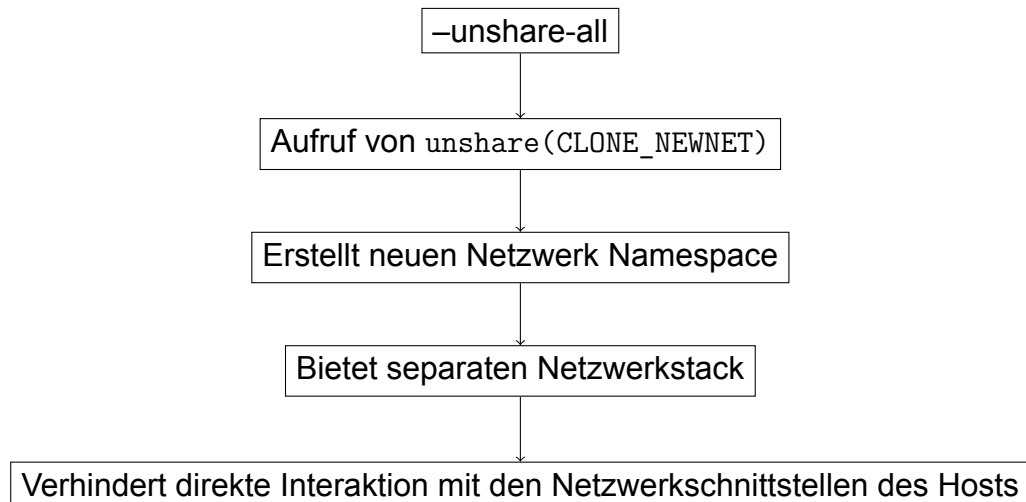 –unshare-all
Aufruf von unshare(CLONE_NEWNET)
Erstellt neuen Netzwerk Namespace
Bietet separaten Netzwerkstack
Verhindert direkte Interaktion mit den Netzwerkschnittstellen des Hosts